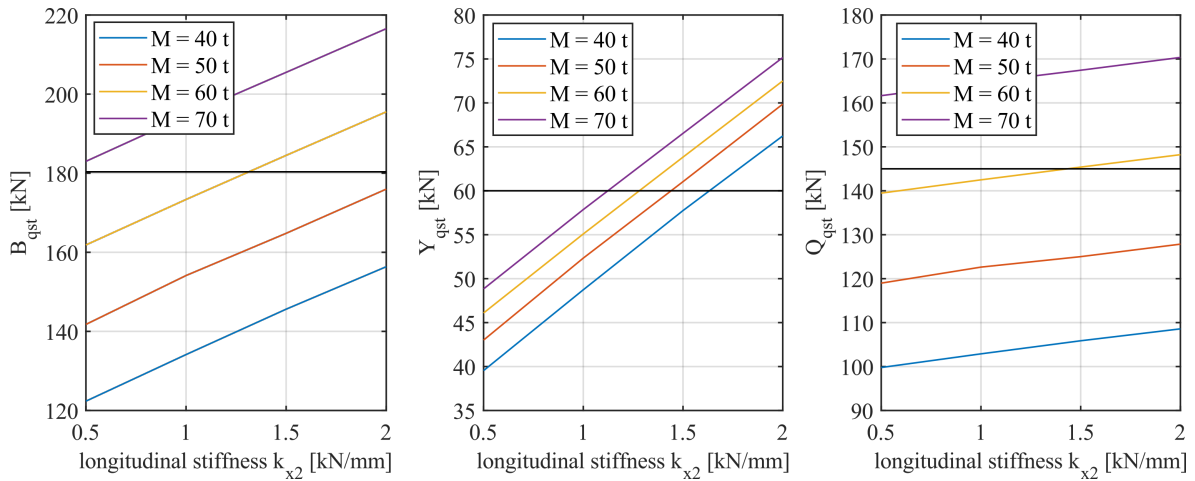 220
200
180
160
140
120
B_qst [kN]
M = 40 t
M = 50 t
M = 60 t
M = 70 t
0.5 1 1.5 2
longitudinal stiffness k_x2 [kN/mm]
80
75
70
65
60
55
50
45
40
35
Y_qst [kN]
M = 40 t
M = 50 t
M = 60 t
M = 70 t
0.5 1 1.5 2
longitudinal stiffness k_x2 [kN/mm]
180
170
160
150
140
130
120
110
100
90
Q_qst [kN]
M = 40 t
M = 50 t
M = 60 t
M = 70 t
0.5 1 1.5 2
longitudinal stiffness k_x2 [kN/mm]